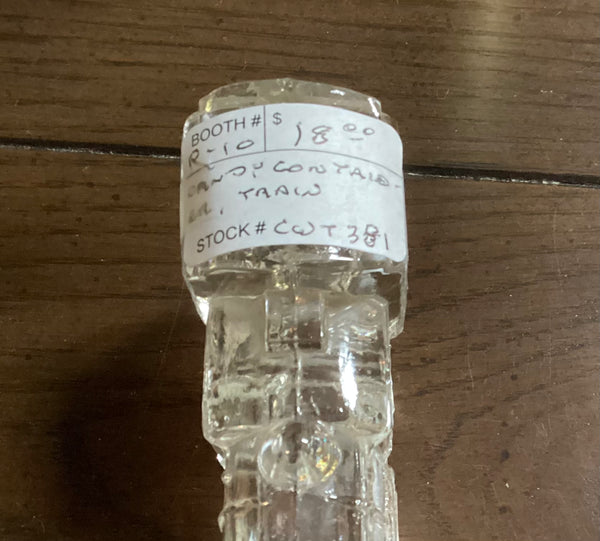 BOOTH # $ 18.00
R-10
CANDY CONTAIN-
ER, TRAIN
STOCK # CWT381